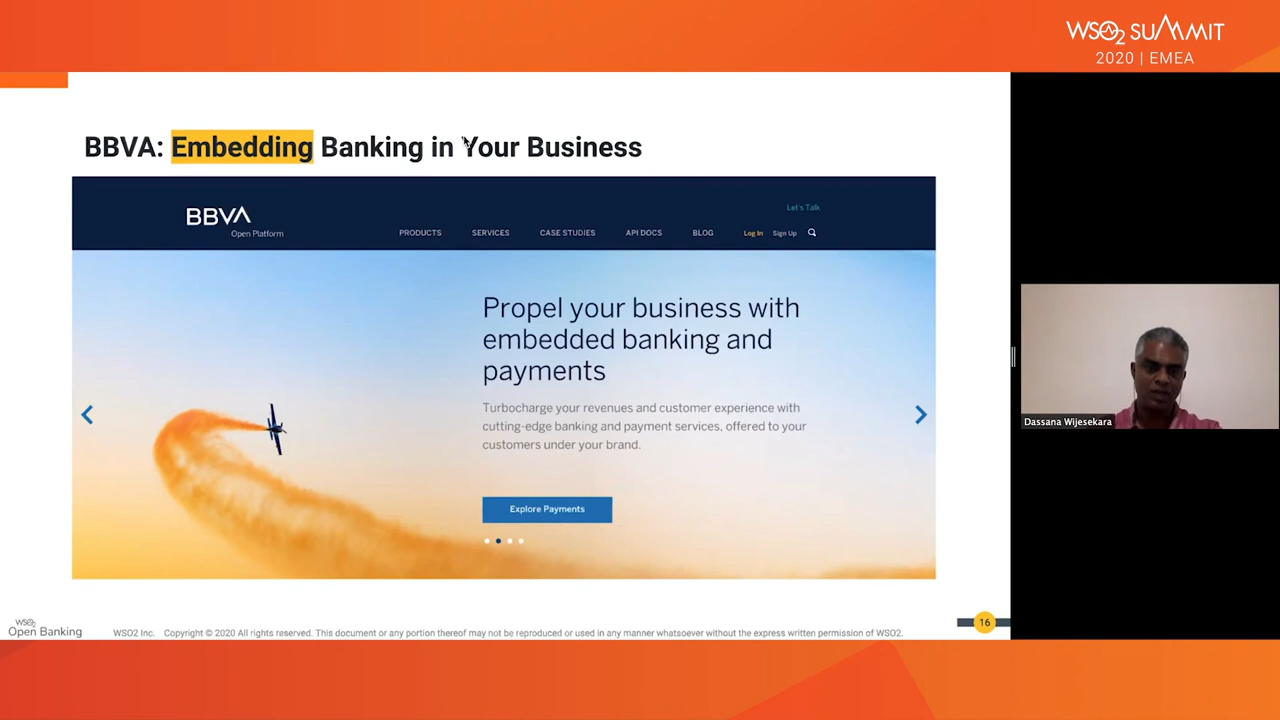 WSO2 SUMMIT
2020 | EMEA
BBVA: Embedding Banking in Your Business
BBVA
Open Platform
Let's Talk
PRODUCTS SERVICES CASE STUDIES API DOCS BLOG Log In Sign Up
Propel your business with
embedded banking and
payments
Turbocharge your revenues and customer experience with
cutting-edge banking and payment services, offered to your
customers under your brand.
Explore Payments
Dassana Wijesekara
WSO2
Open Banking
WSO2 Inc. Copyright © 2020 All rights reserved. This document or any portion thereof may not be reproduced or used in any manner whatsoever without the express written permission of WSO2.
16